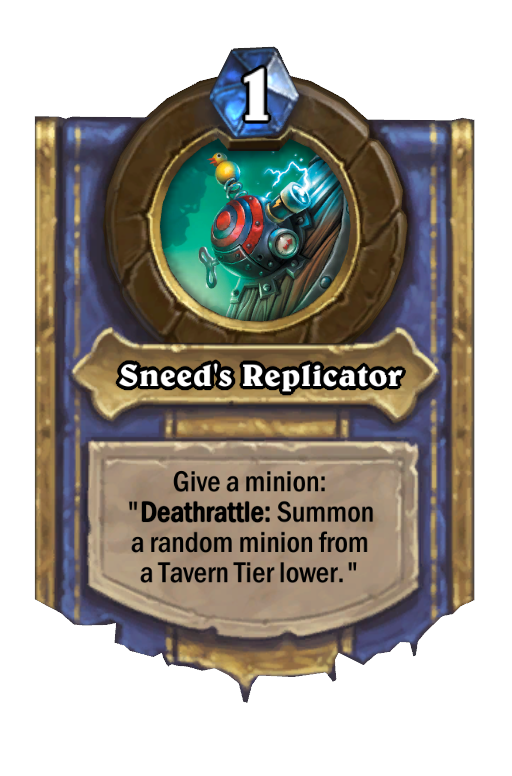 1
Sneed's Replicator
Give a minion:
"Deathrattle: Summon
a random minion from
a Tavern Tier lower."